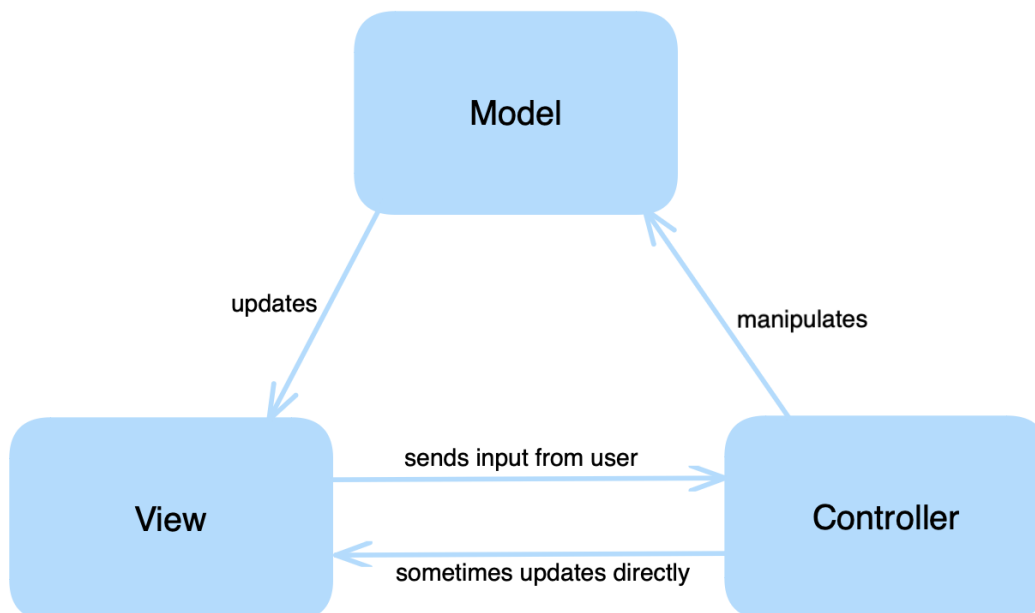 Model
updates
manipulates
sends input from user
View
Controller
sometimes updates directly